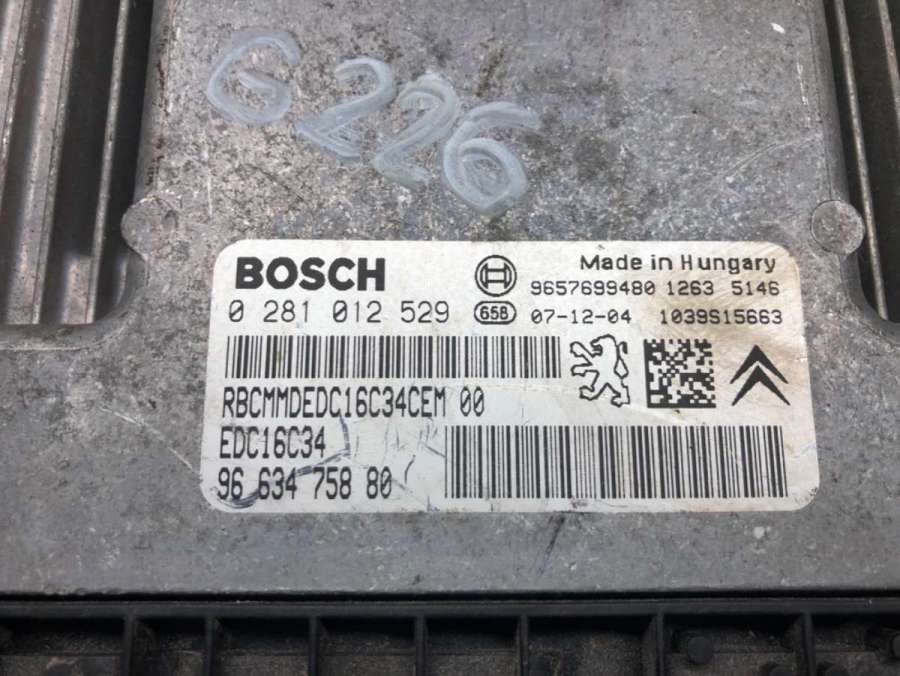 G226
BOSCH
Made in Hungary
9657699480 1263 5146
0 281 012 529
658 07-12-04 1039S15663
RBCMMDEDC16C34CEM 00
EDC16C34
96 634 758 80